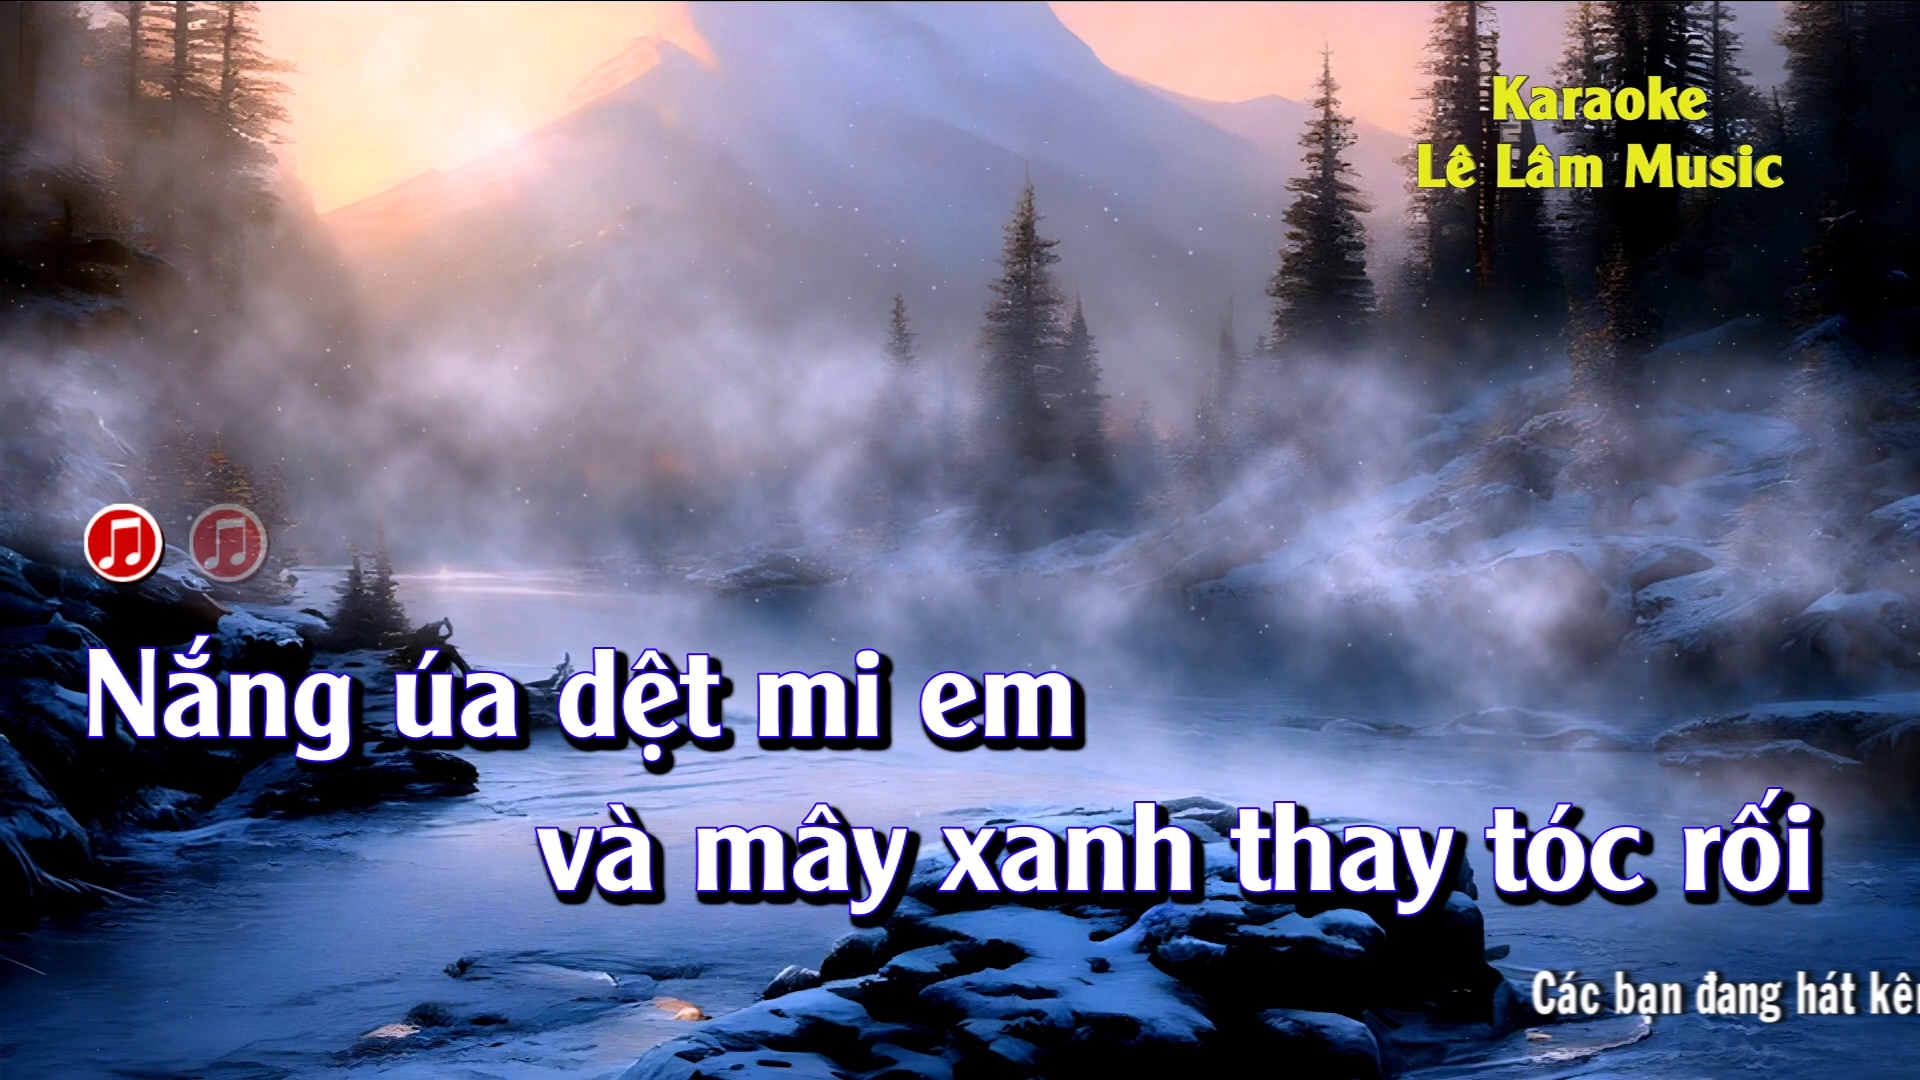 Karaoke
Lê Lâm Music
Nắng úa dệt mi em
và mây xanh thay tóc rối
Các bạn đang hát